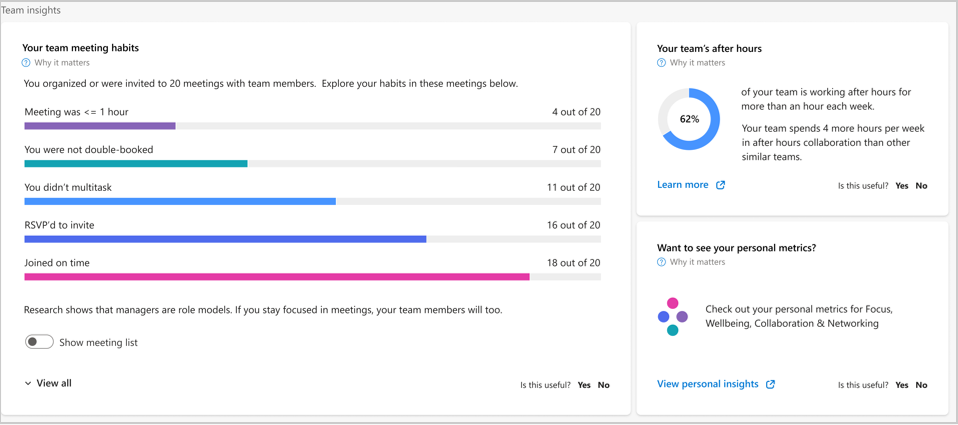 Team insights
Your team meeting habits
Why it matters
You organized or were invited to 20 meetings with team members. Explore your habits in these meetings below.
Meeting was <= 1 hour 4 out of 20
You were not double-booked 7 out of 20
You didn't multitask 11 out of 20
RSVP'd to invite 16 out of 20
Joined on time 18 out of 20
Research shows that managers are role models. If you stay focused in meetings, your team members will too.
Show meeting list
View all
Is this useful? Yes No
Your team's after hours
Why it matters
62%
of your team is working after hours for
more than an hour each week.
Your team spends 4 more hours per week
in after hours collaboration than other
similar teams.
Learn more
Is this useful? Yes No
Want to see your personal metrics?
Why it matters
Check out your personal metrics for Focus,
Wellbeing, Collaboration & Networking
View personal insights
Is this useful? Yes No